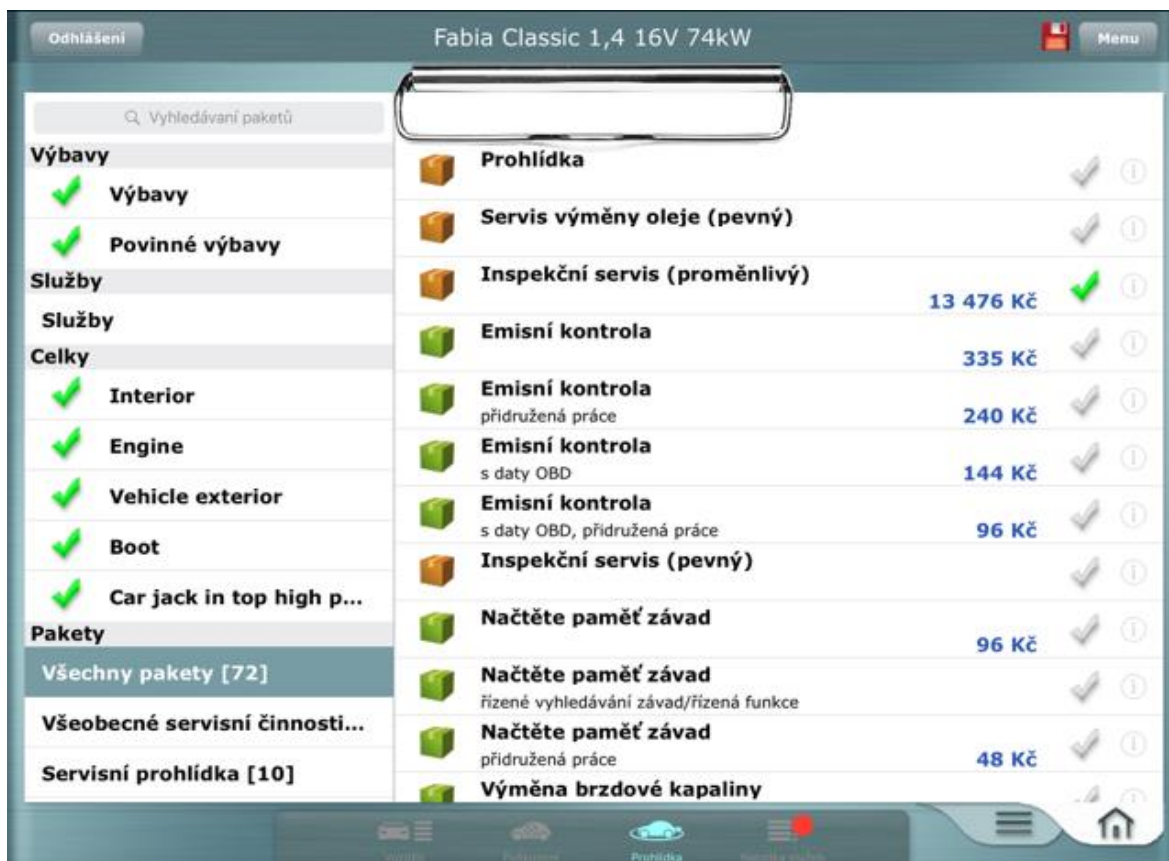 Odhlášení
Fabia Classic 1,4 16V 74kW
Menu
Vyhledávaní paketů
Výbavy
Výbavy
Povinné výbavy
Služby
Služby
Celky
Interior
Engine
Vehicle exterior
Boot
Car jack in top high p...
Pakety
Všechny pakety [72]
Všeobecné servisní činnosti...
Servisní prohlídka [10]
Prohlídka
Servis výměny oleje (pevný)
Inspekční servis (proměnlivý)
13 476 Kč
Emisní kontrola
335 Kč
Emisní kontrola
přidružená práce
240 Kč
Emisní kontrola
s daty OBD
144 Kč
Emisní kontrola
s daty OBD, přidružená práce
96 Kč
Inspekční servis (pevný)
Načtěte paměť závad
96 Kč
Načtěte paměť závad
řízené vyhledávání závad/řízená funkce
Načtěte paměť závad
přidružená práce
48 Kč
Výměna brzdové kapaliny
Prohlídka